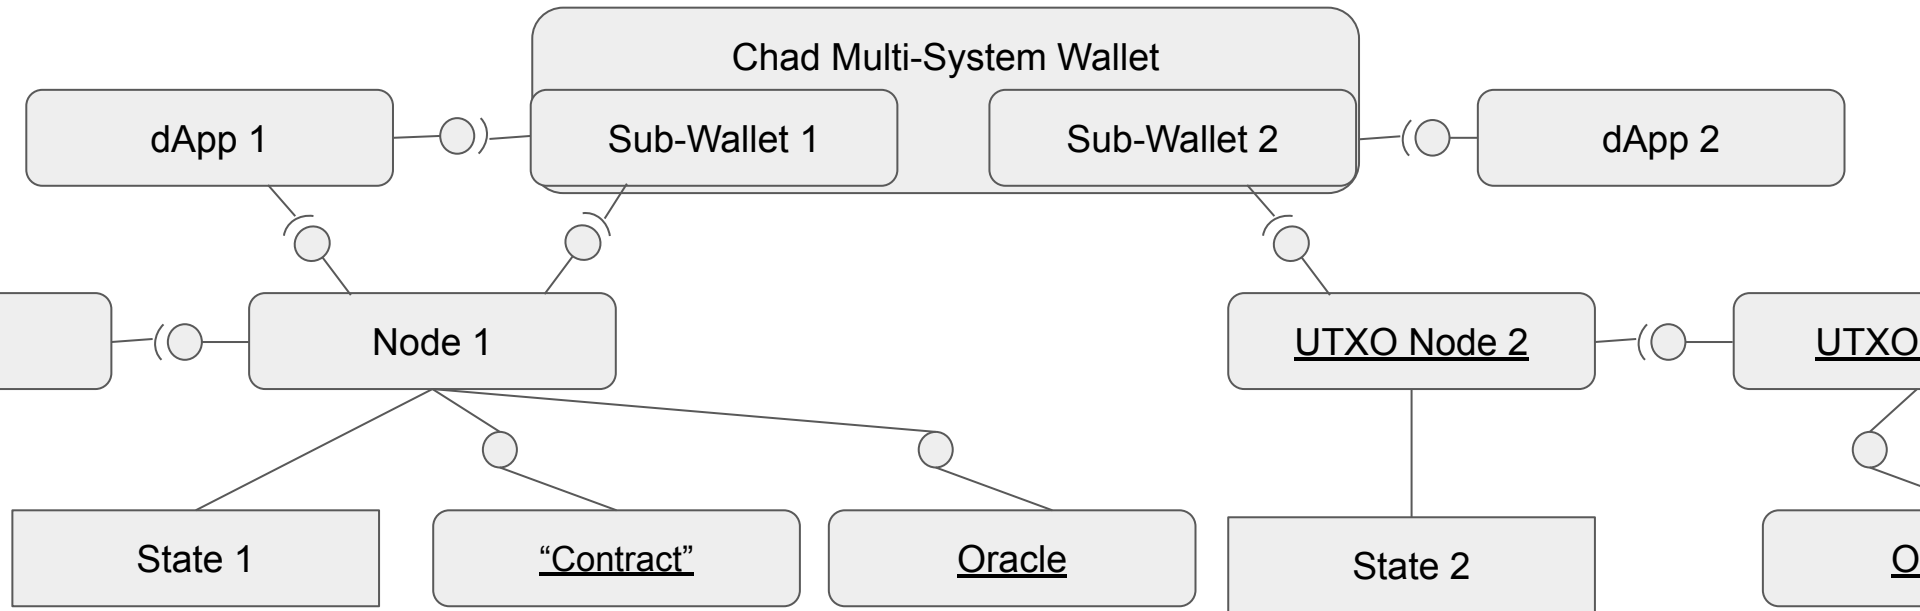 Chad Multi-System Wallet
dApp 1
Sub-Wallet 1
Sub-Wallet 2
dApp 2
Node 1
UTXO Node 2
UTXO
State 1
“Contract”
Oracle
State 2